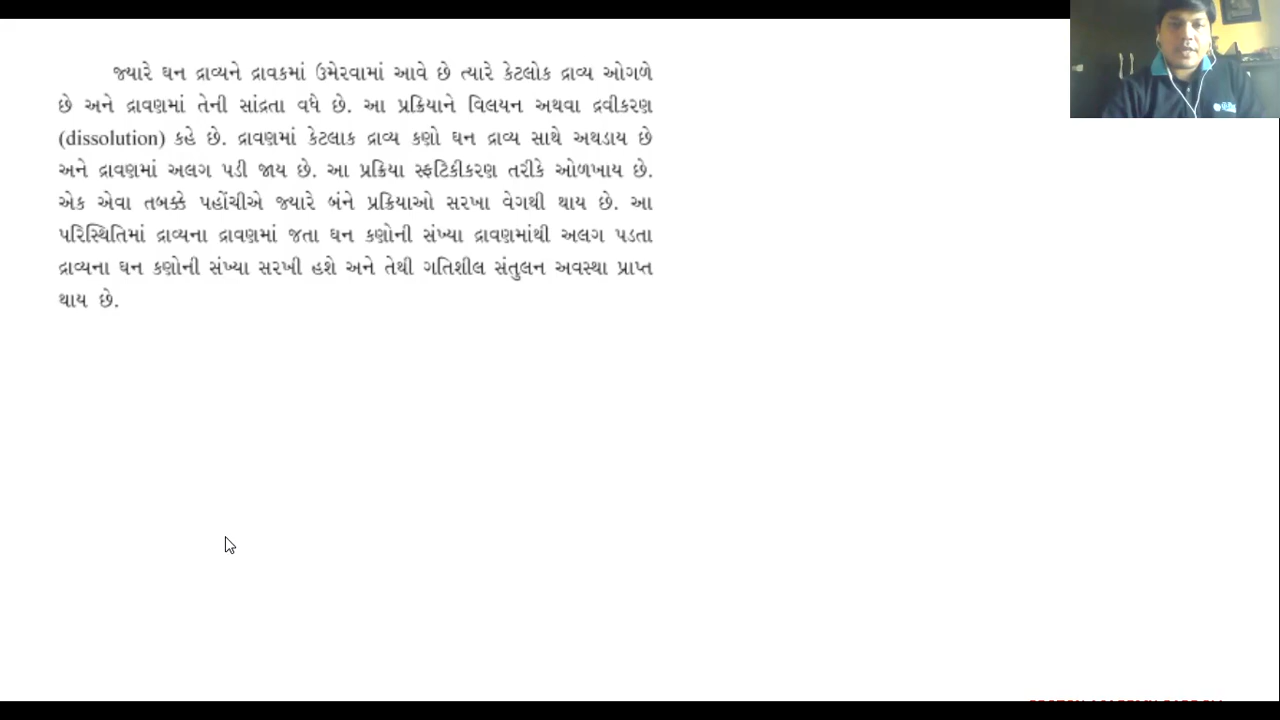 જ્યારે ઘન દ્રાવ્યને દ્રાવકમાં ઉમેરવામાં આવે છે ત્યારે કેટલોક દ્રાવ્ય ઓગળે
છે અને દ્રાવણમાં તેની સાંદ્રતા વધે છે. આ પ્રક્રિયાને વિલયન અથવા દ્રવીકરણ
(dissolution) કહે છે. દ્રાવણમાં કેટલાક દ્રાવ્ય કણો ઘન દ્રાવ્ય સાથે અથડાય છે
અને દ્રાવણમાં અલગ પડી જાય છે. આ પ્રક્રિયા સ્ફટિકીકરણ તરીકે ઓળખાય છે.
એક એવા તબક્કે પહોંચીએ જ્યારે બંને પ્રક્રિયાઓ સરખા વેગથી થાય છે. આ
પરિસ્થિતિમાં દ્રાવ્યના દ્રાવણમાં જતા ઘન કણોની સંખ્યા દ્રાવણમાંથી અલગ પડતા
દ્રાવ્યના ઘન કણોની સંખ્યા સરખી હશે અને તેથી ગતિશીલ સંતુલન અવસ્થા પ્રાપ્ત
થાય છે.